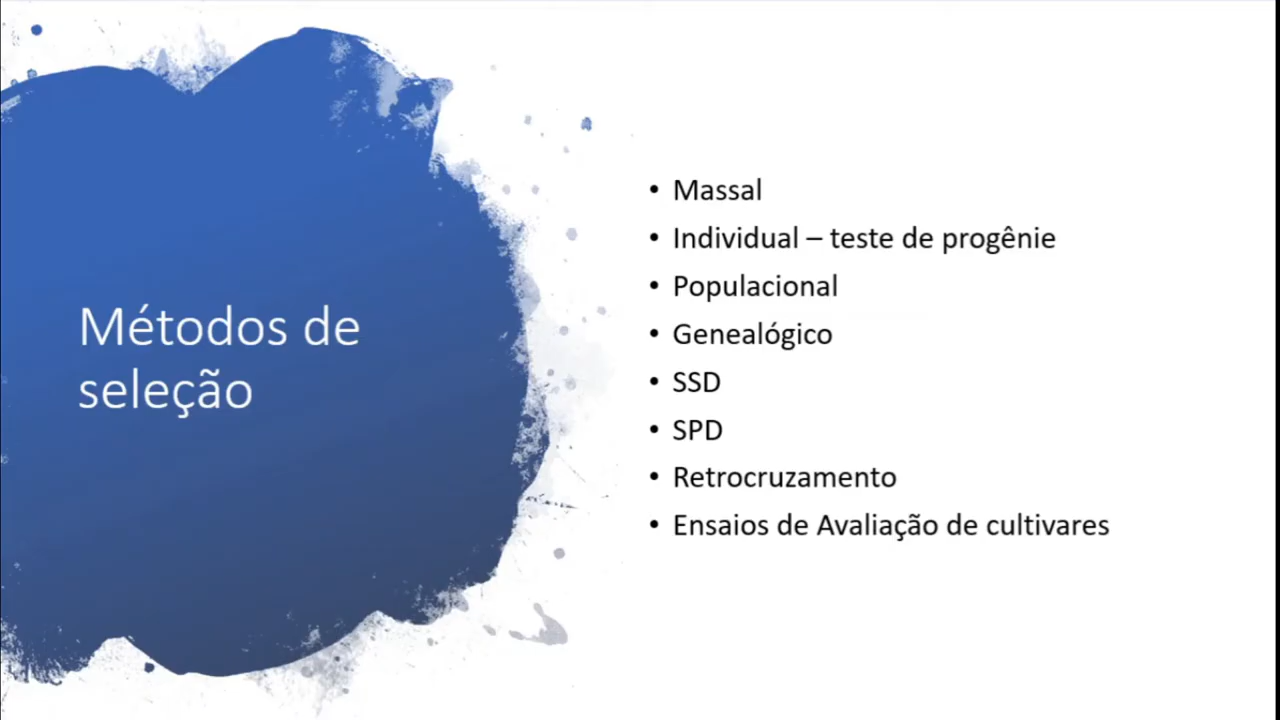 Métodos de
seleção
• Massal
• Individual – teste de progênie
• Populacional
• Genealógico
• SSD
• SPD
• Retrocruzamento
• Ensaios de Avaliação de cultivares